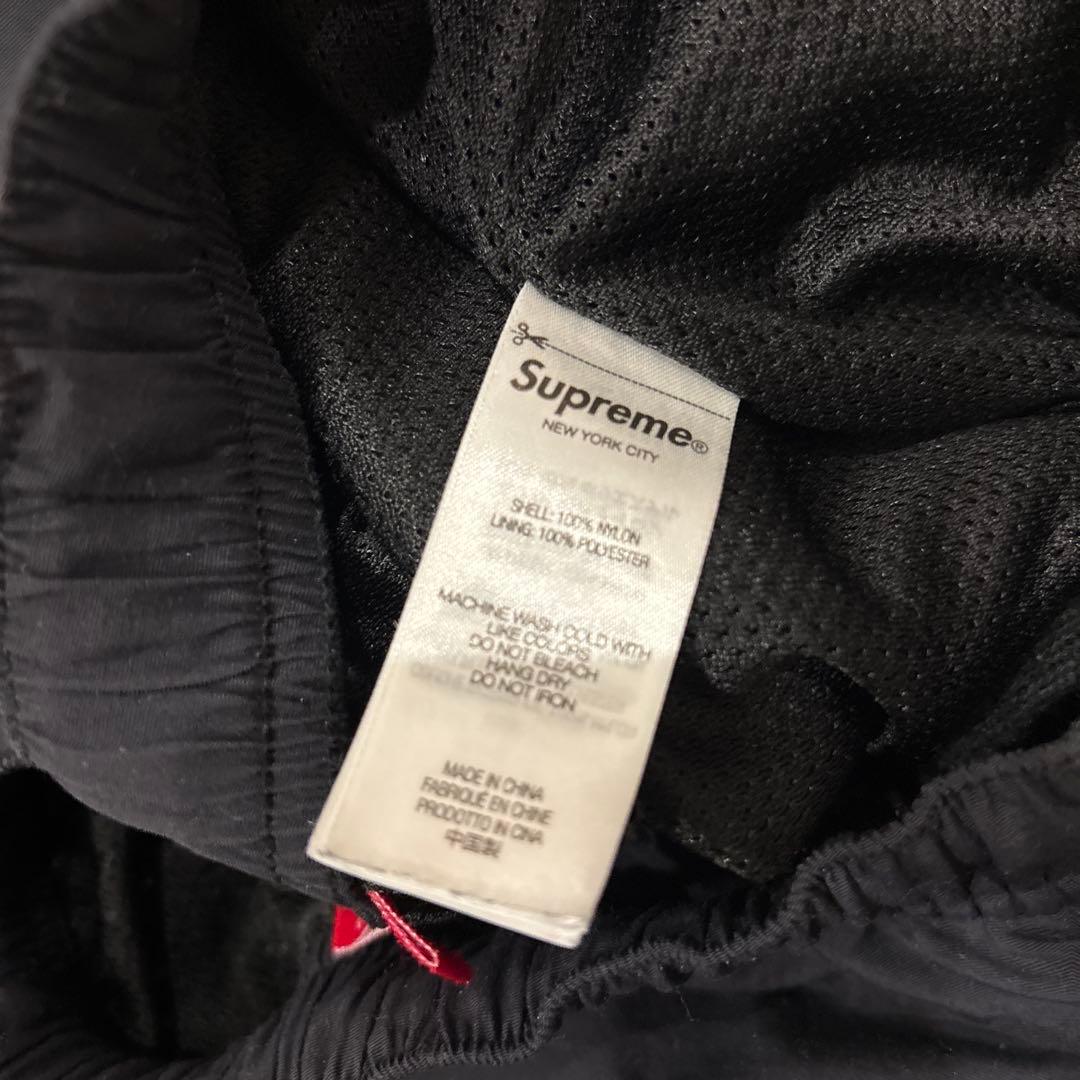 Supreme®
NEW YORK CITY
SHELL: 100% NYLON
LINING: 100% POLYESTER
MACHINE WASH COLD WITH
LIKE COLORS
DO NOT BLEACH
HANG DRY
DO NOT IRON
MADE IN CHINA
FABRIQUÉ EN CHINE
PRODOTTO IN CINA
中国製